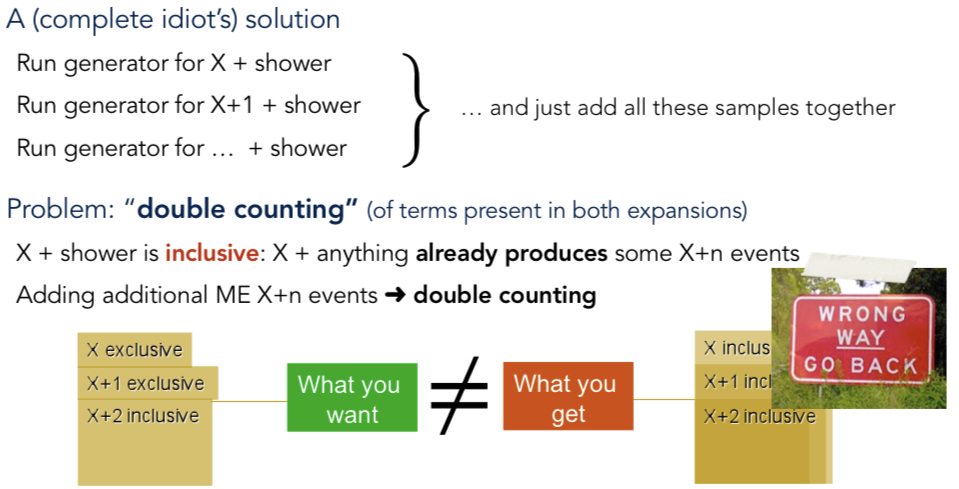 A (complete idiot's) solution
Run generator for X + shower
Run generator for X+1 + shower
Run generator for … + shower
… and just add all these samples together
Problem: “double counting” (of terms present in both expansions)
X + shower is inclusive: X + anything already produces some X+n events
Adding additional ME X+n events ➜ double counting
X exclusive
X+1 exclusive
X+2 inclusive
What you
want
≠
What you
get
X inclus
X+1 incl
X+2 inclusive
WRONG
WAY
GO BACK